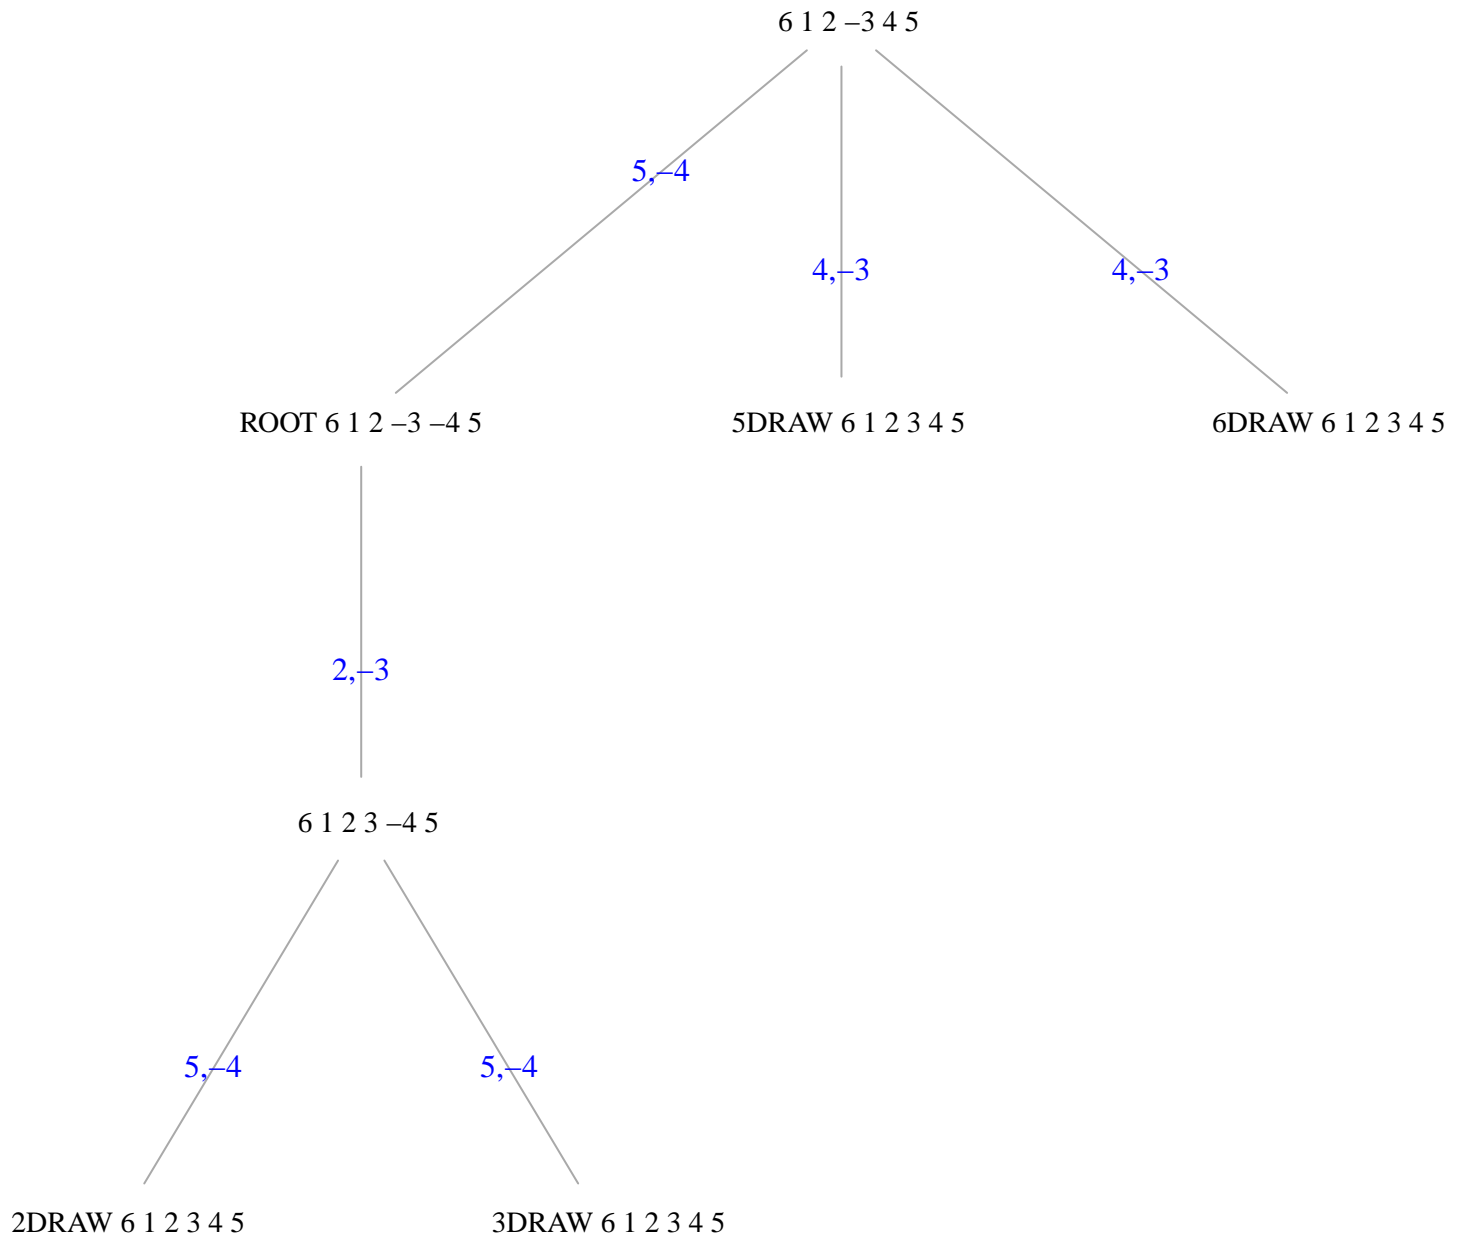 6 1 2 –3 4 5
5,–4
4,–3
4,–3
ROOT 6 1 2 –3 –4 5
5DRAW 6 1 2 3 4 5
6DRAW 6 1 2 3 4 5
2,–3
6 1 2 3 –4 5
5,–4
5,–4
2DRAW 6 1 2 3 4 5
3DRAW 6 1 2 3 4 5